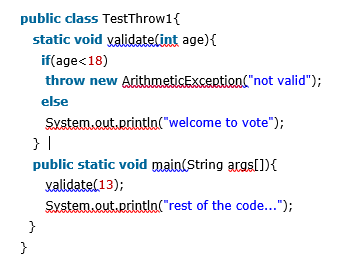 public class TestThrow1{
static void validate(int age){
if(age<18)
throw new ArithmeticException("not valid");
else
System.out.println("welcome to vote");
}
public static void main(String args[]){
validate(13);
System.out.println("rest of the code...");
}
}